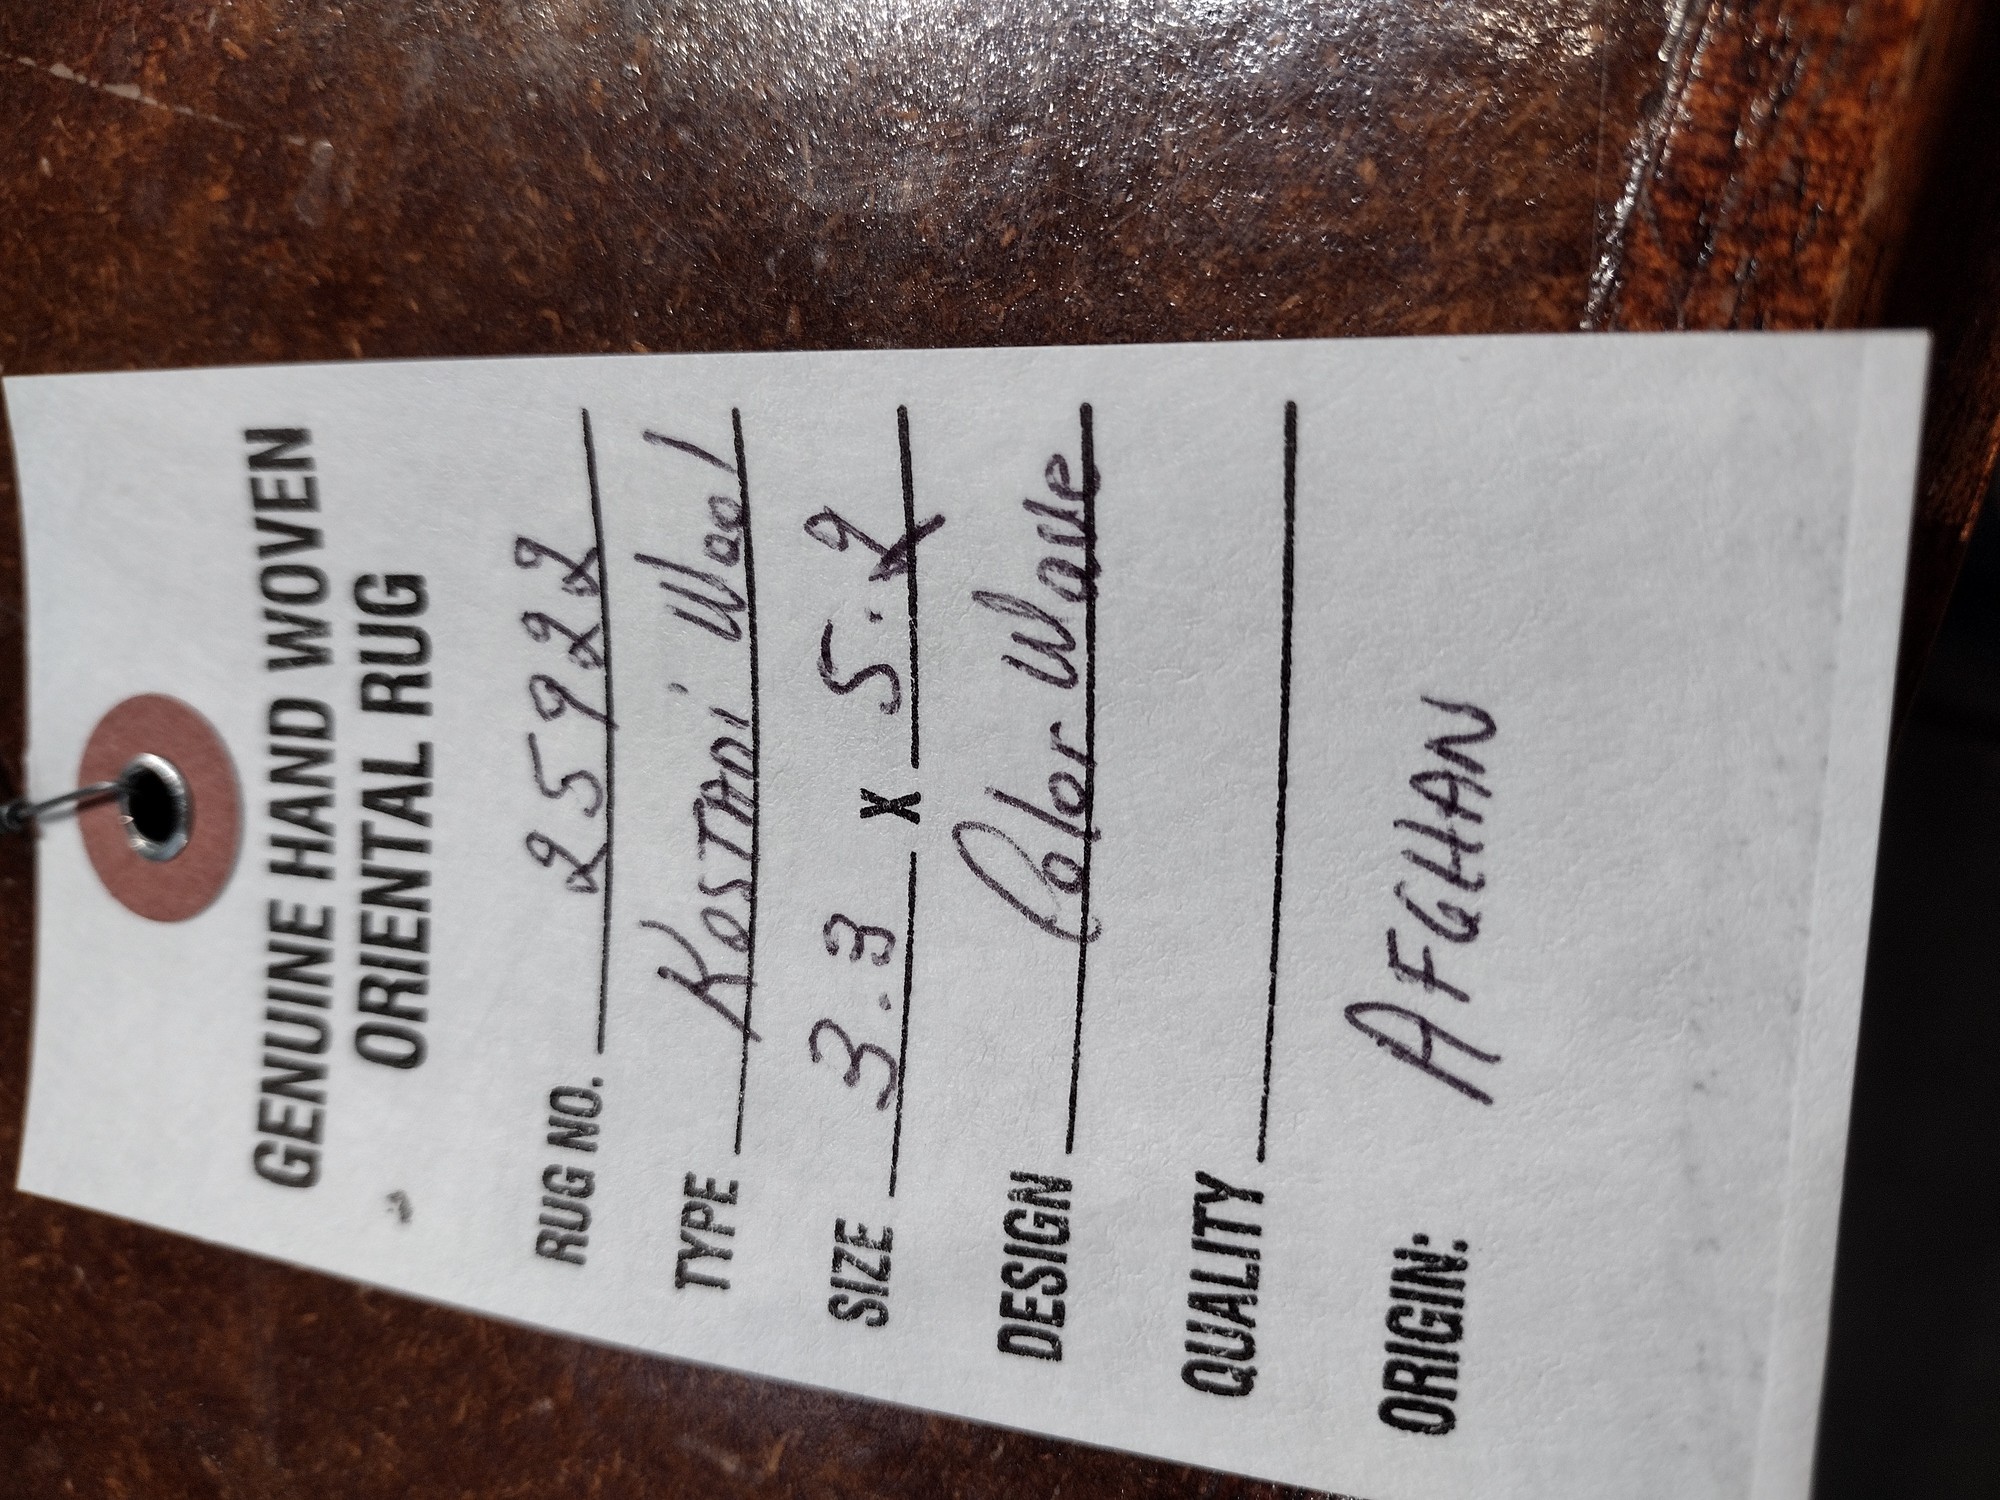 GENUINE HAND WOVEN
ORIENTAL RUG
RUG NO. 25922
TYPE Kostani Wool
SIZE 3.3 X 5.2
DESIGN Color Wave
QUALITY
ORIGIN: AFGHAN